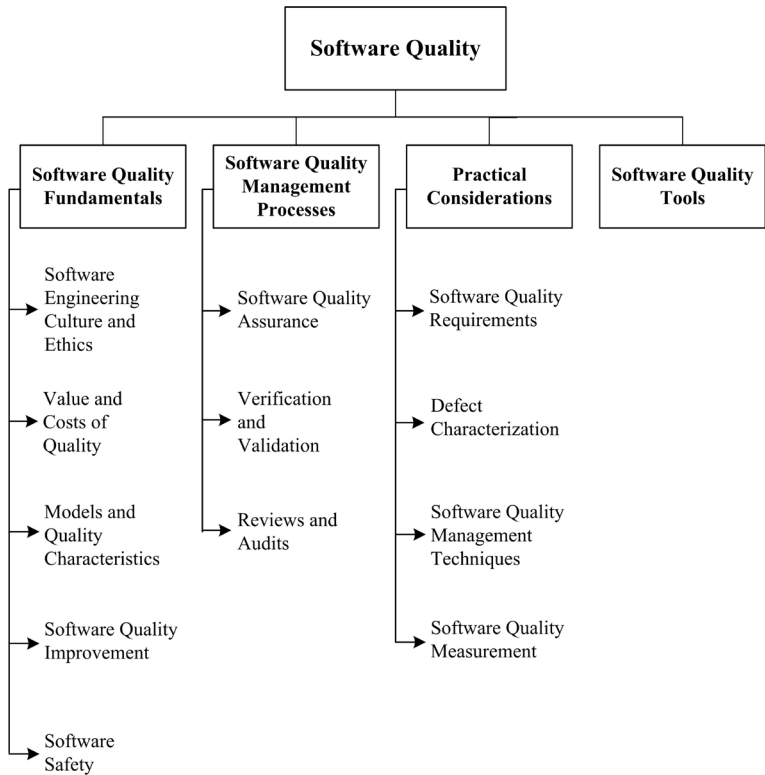 Software Quality
Software Quality
Fundamentals
Software
Engineering
Culture and
Ethics
Value and
Costs of
Quality
Models and
Quality
Characteristics
Software Quality
Improvement
Software
Safety
Software Quality
Management
Processes
Software Quality
Assurance
Verification
and
Validation
Reviews and
Audits
Practical
Considerations
Software Quality
Requirements
Defect
Characterization
Software Quality
Management
Techniques
Software Quality
Measurement
Software Quality
Tools